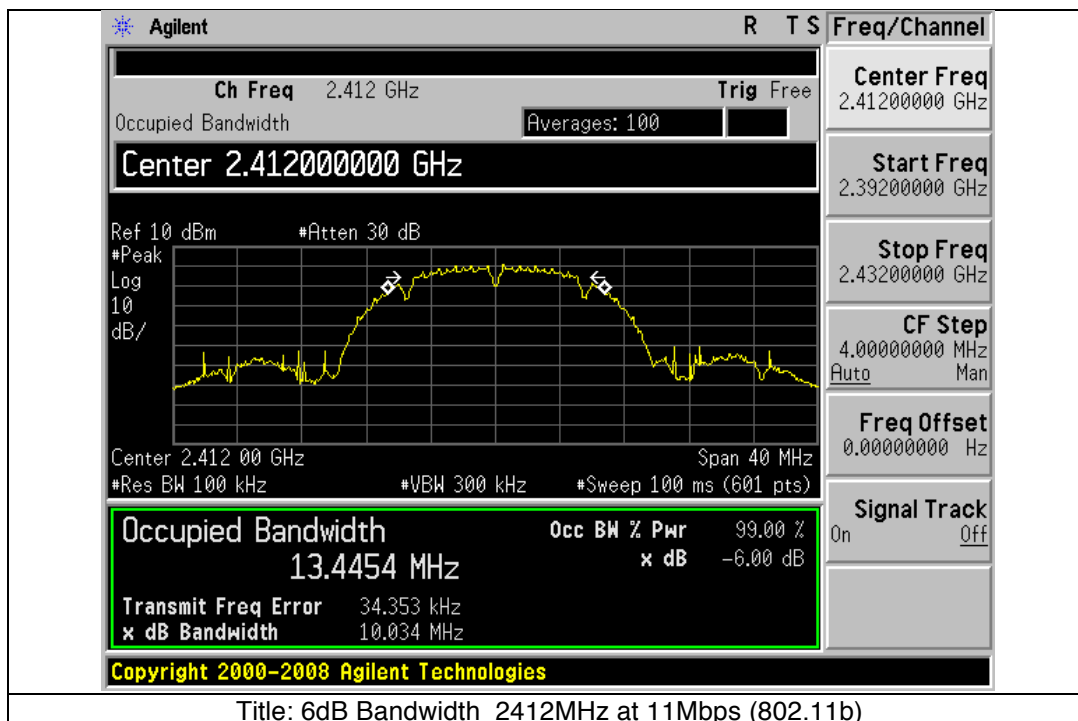 Agilent R T S Freq/Channel
Ch Freq 2.412 GHz Trig Free
Occupied Bandwidth Averages: 100
Center 2.412000000 GHz
Ref 10 dBm #Atten 30 dB
#Peak
Log
10
dB/
Center 2.412 00 GHz Span 40 MHz
#Res BW 100 kHz #VBW 300 kHz #Sweep 100 ms (601 pts)
Occupied Bandwidth Occ BW % Pwr 99.00 %
13.4454 MHz x dB -6.00 dB
Transmit Freq Error 34.353 kHz
x dB Bandwidth 10.034 MHz
Center Freq
2.41200000 GHz
Start Freq
2.39200000 GHz
Stop Freq
2.43200000 GHz
CF Step
4.00000000 MHz
Auto Man
Freq Offset
0.00000000 Hz
Signal Track
On Off
Copyright 2000-2008 Agilent Technologies
Title: 6dB Bandwidth 2412MHz at 11Mbps (802.11b)